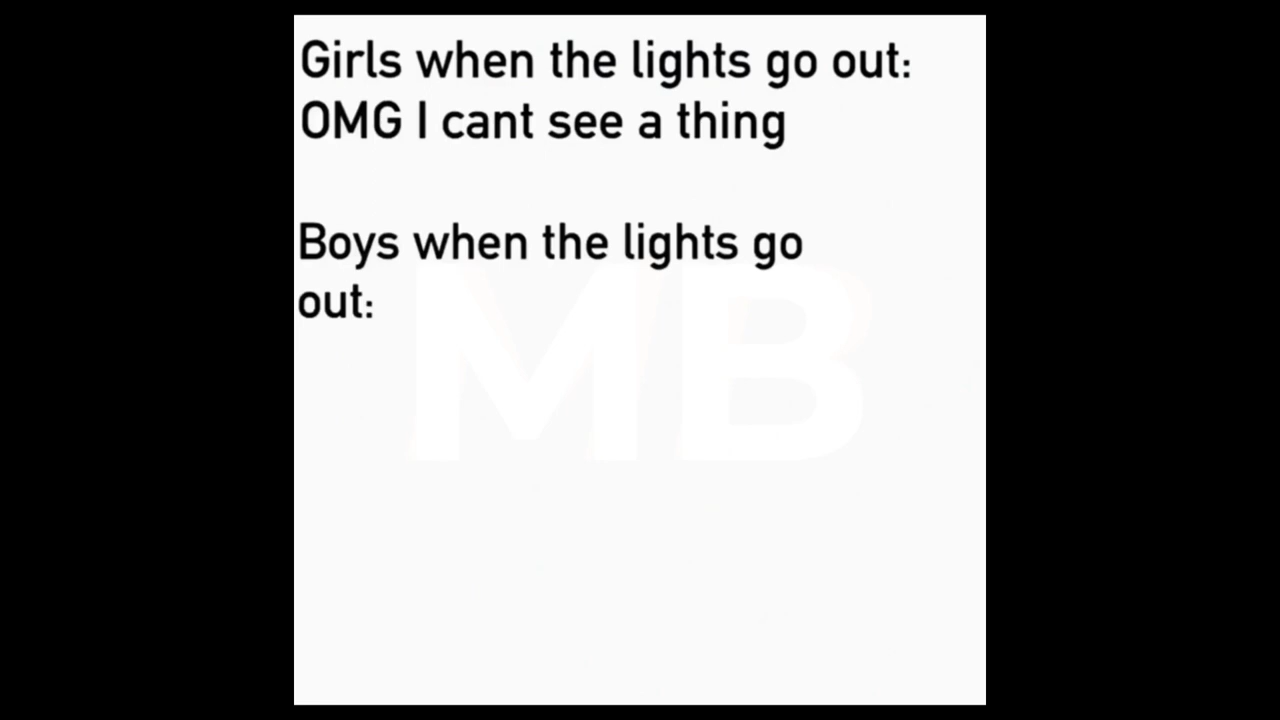 Girls when the lights go out:
OMG I cant see a thing
Boys when the lights go
out:
MB